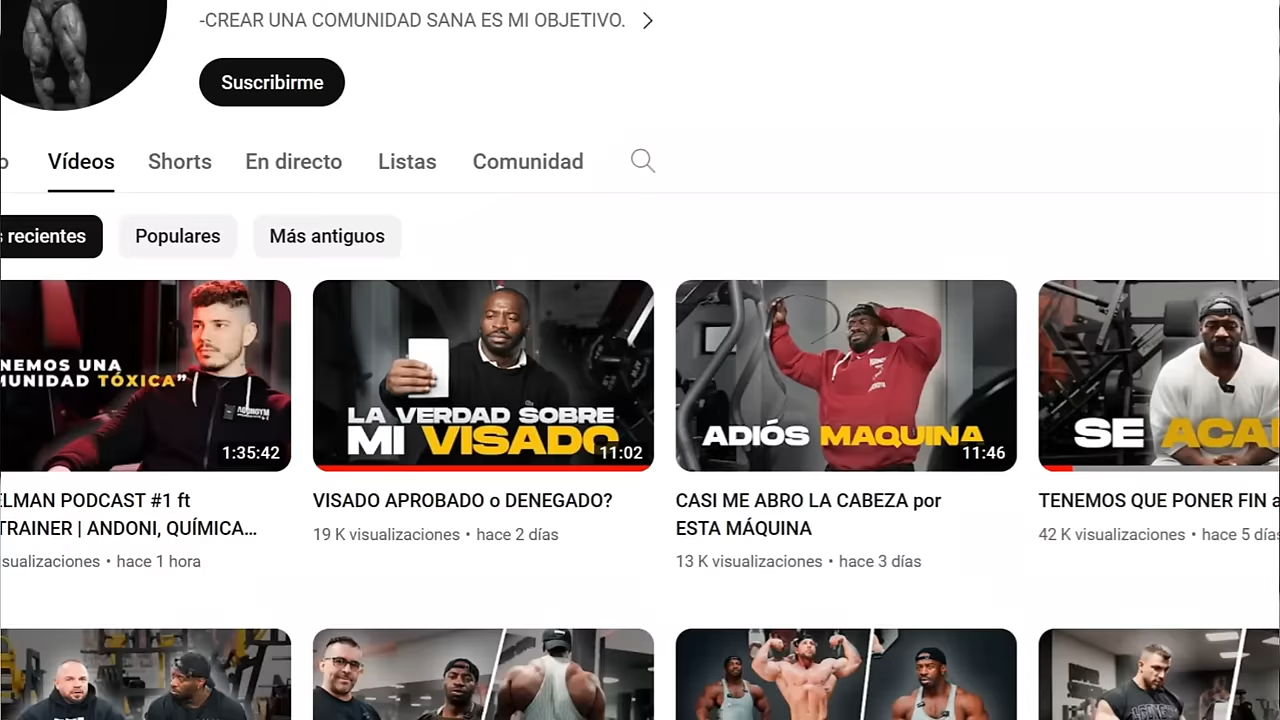 -CREAR UNA COMUNIDAD SANA ES MI OBJETIVO.
Suscribirme
Vídeos Shorts En directo Listas Comunidad
recientes Populares Más antiguos
NEMOS UNA
MUNIDAD TÓXICA”
1:35:42
LA VERDAD SOBRE
MI VISADO
11:02
ADIÓS MAQUINA
11:46
SE ACA
ELMAN PODCAST #1 ft
TRAINER | ANDONI, QUÍMICA...
sualizaciones • hace 1 hora
VISADO APROBADO o DENEGADO?
19 K visualizaciones • hace 2 días
CASI ME ABRO LA CABEZA por
ESTA MÁQUINA
13 K visualizaciones • hace 3 días
TENEMOS QUE PONER FIN a
42 K visualizaciones • hace 5 días